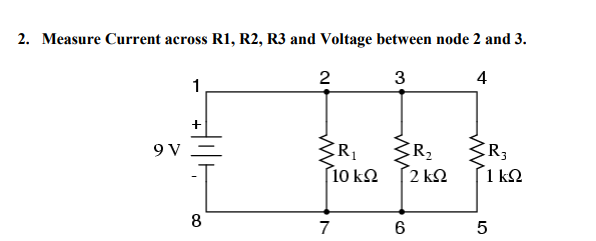 2. Measure Current across R1, R2, R3 and Voltage between node 2 and 3.
1 2 3 4
+
9 V R1 R2 R3
10 kΩ 2 kΩ 1 kΩ
-
8 7 6 5